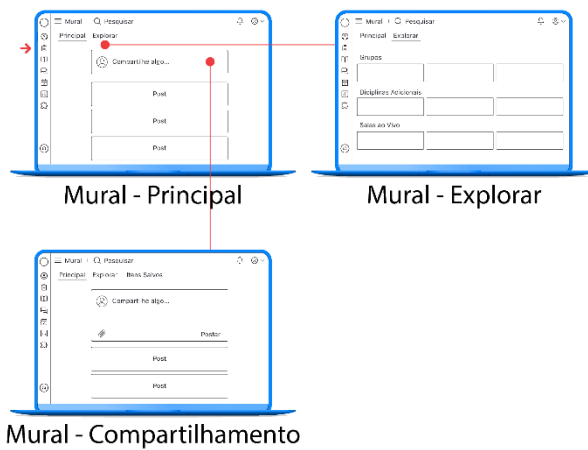 Mural Pesquisar
Principal Explorar
Compartilhe algo...
Post
Post
Post
Mural - Principal
Mural Pesquisar
Principal Explorar
Grupos
Diciplinas Adicionais
Salas ao Vivo
Mural - Explorar
Mural Pesquisar
Principal Explorar Itens Salvos
Compartilhe algo...
Postar
Post
Post
Mural - Compartilhamento